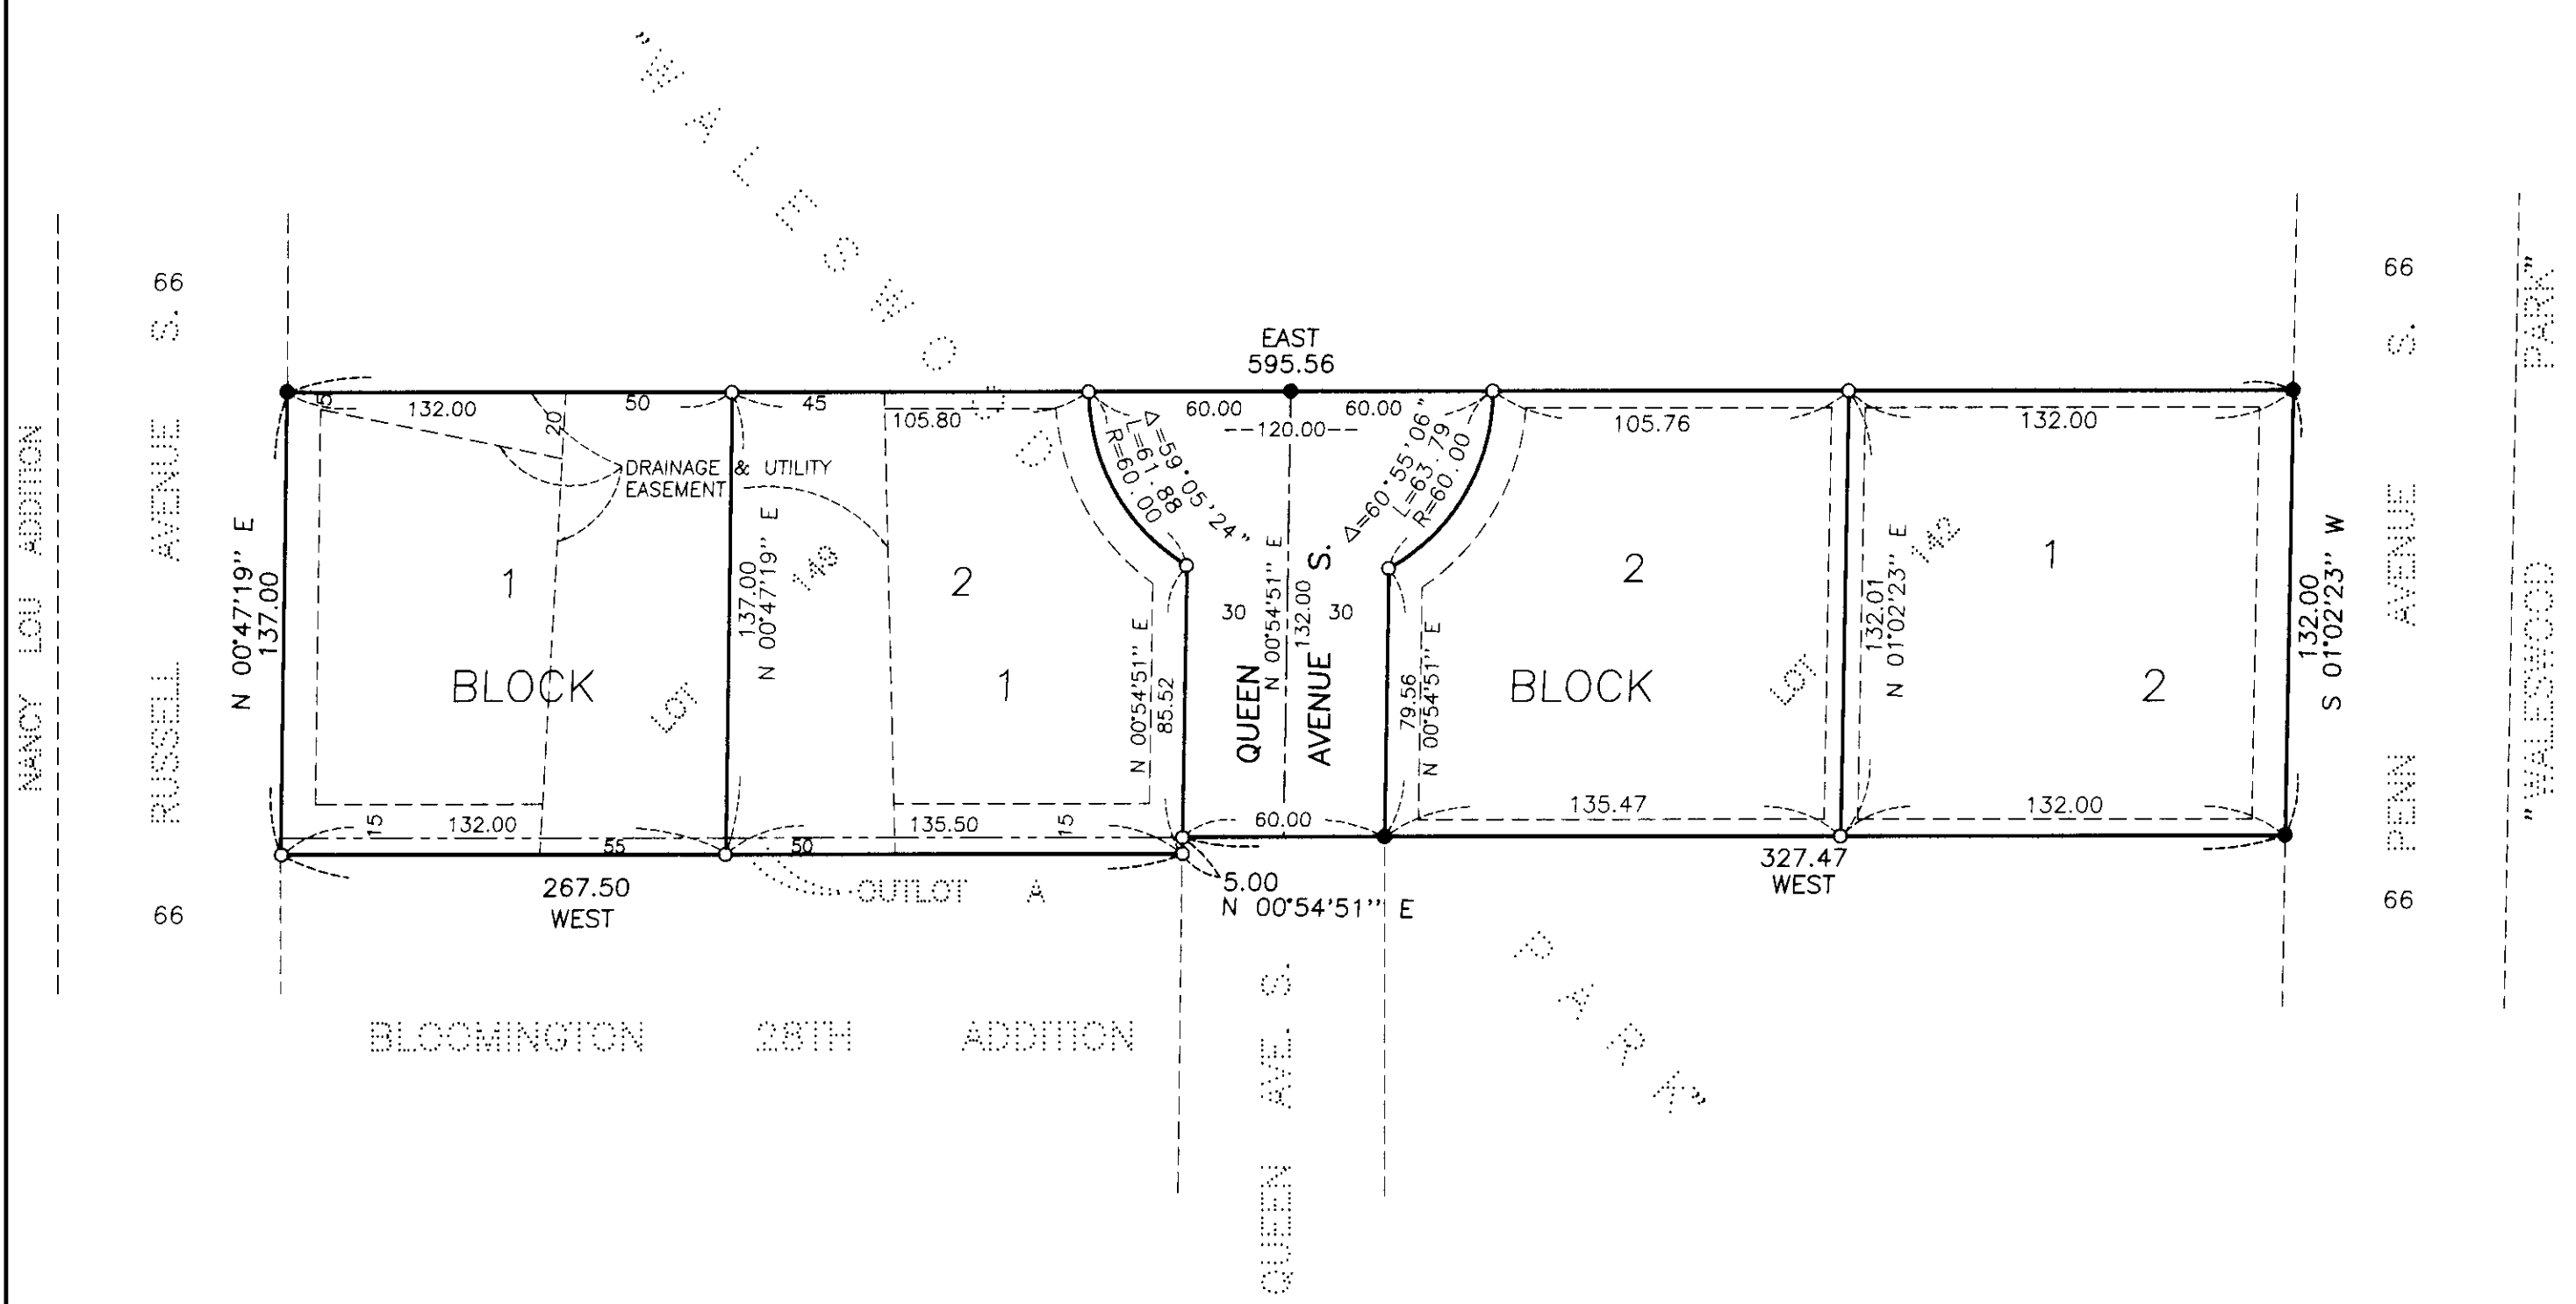 "WALESWOOD
PARK"
66
AVENUE S.
RUSSELL
66
NANCY LOU ADDITION
EAST
595.56
132.00
5
50
20
45
105.80
5
60.00
60.00
--120.00--
105.76
132.00
Δ=59°05'24"
L=61.88
R=60.00
Δ=60°55'06"
L=63.79
R=60.00
DRAINAGE & UTILITY
EASEMENT
N 00°47'19" E
137.00
137.00
N 00°47'19" E
1
BLOCK
LOT 149
2
1
N 00°54'51" E
85.52
30
N 00°54'51" E
132.00
30
QUEEN
AVENUE S.
79.56
N 00°54'51" E
2
BLOCK
LOT 142
132.01
N 01°02'23" E
1
2
132.00
S 01°02'23" W
15
132.00
55
50
135.50
15
60.00
135.47
132.00
267.50
WEST
OUTLOT A
5.00
N 00°54'51" E
327.47
WEST
BLOOMINGTON 28TH ADDITION
QUEEN AVE. S.
66
PENN AVENUE S.
66
"WALESWOOD PARK"